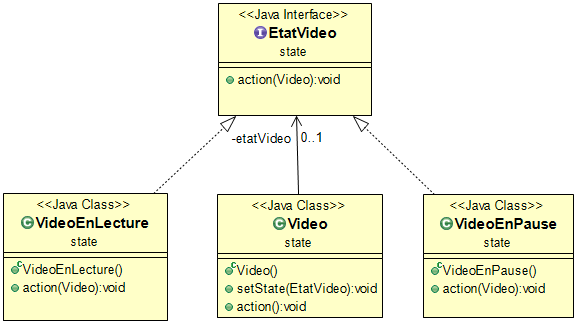 <<Java Interface>>
EtatVideo
state
action(Video):void
-etatVideo 0..1
<<Java Class>>
VideoEnLecture
state
VideoEnLecture()
action(Video):void
<<Java Class>>
Video
state
Video()
setState(EtatVideo):void
action():void
<<Java Class>>
VideoEnPause
state
VideoEnPause()
action(Video):void